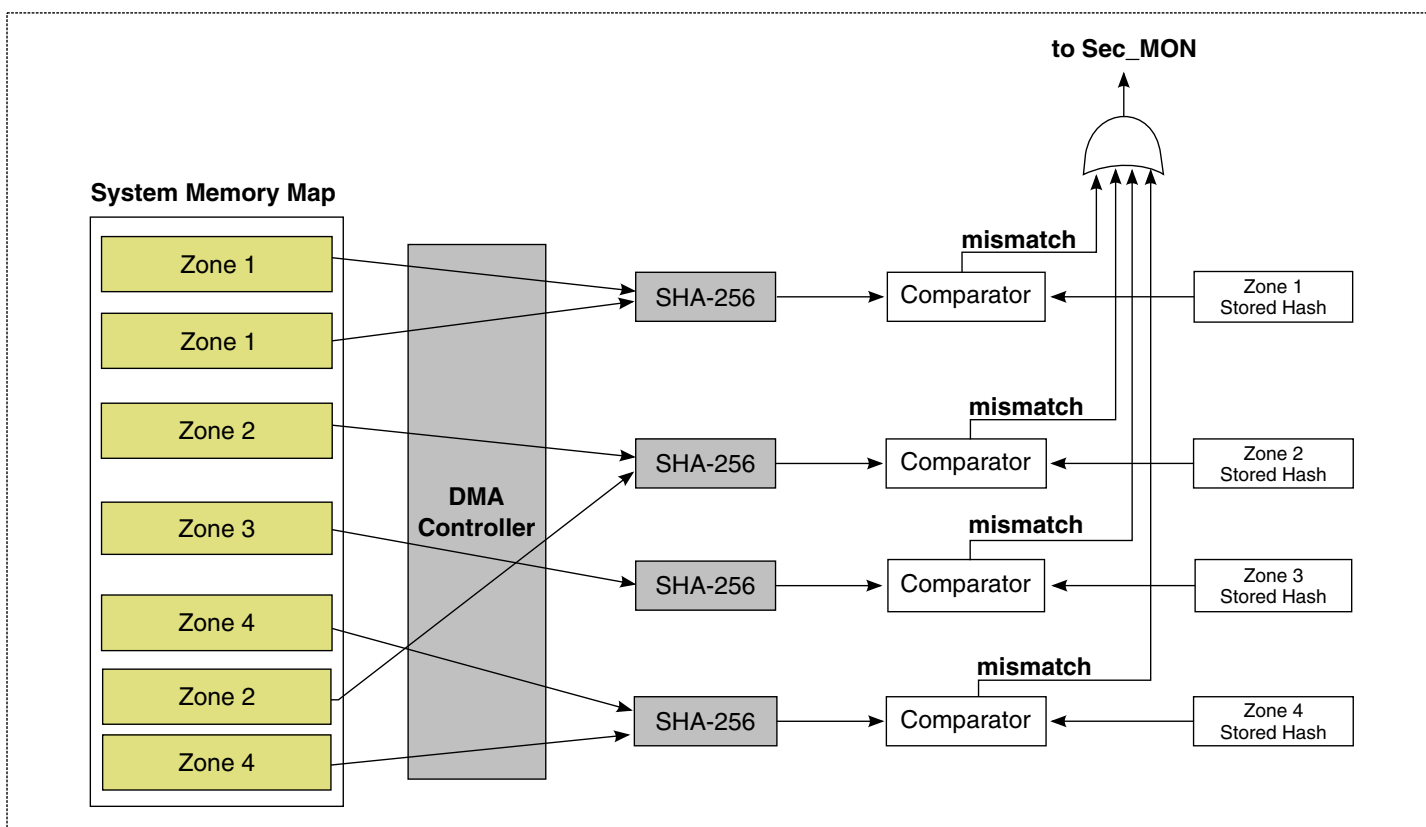 to Sec_MON
System Memory Map
Zone 1
Zone 1
Zone 2
Zone 3
Zone 4
Zone 2
Zone 4
DMA
Controller
SHA-256
mismatch
Comparator
Zone 1
Stored Hash
SHA-256
mismatch
Comparator
Zone 2
Stored Hash
SHA-256
mismatch
Comparator
Zone 3
Stored Hash
SHA-256
mismatch
Comparator
Zone 4
Stored Hash